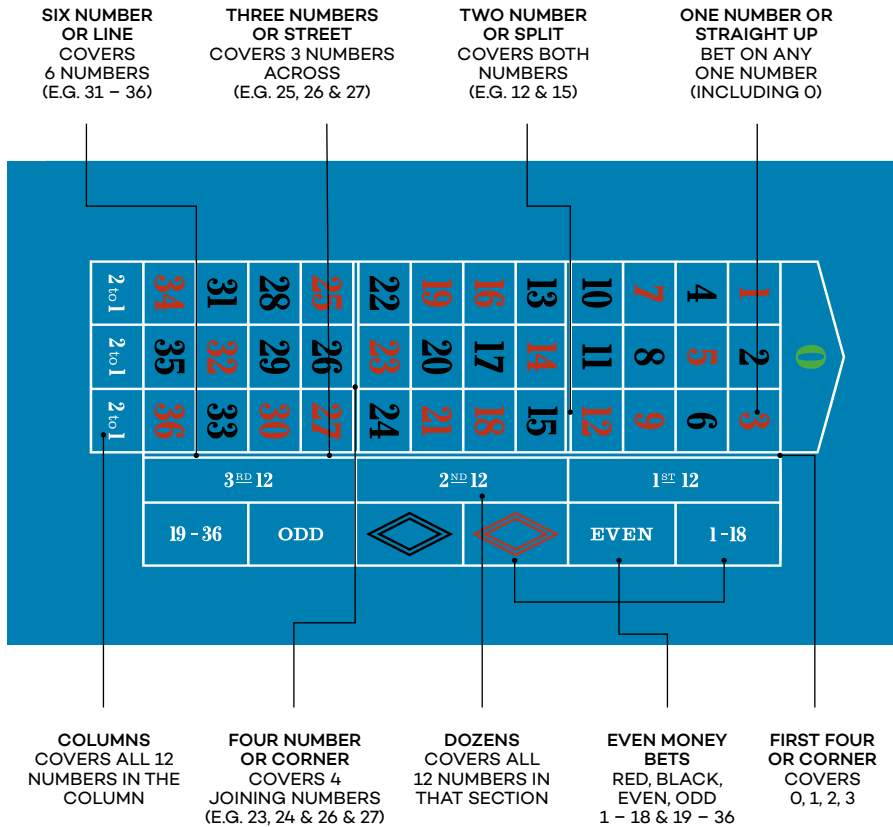 SIX NUMBER
OR LINE
COVERS
6 NUMBERS
(E.G. 31 – 36)
THREE NUMBERS
OR STREET
COVERS 3 NUMBERS
ACROSS
(E.G. 25, 26 & 27)
TWO NUMBER
OR SPLIT
COVERS BOTH
NUMBERS
(E.G. 12 & 15)
ONE NUMBER OR
STRAIGHT UP
BET ON ANY
ONE NUMBER
(INCLUDING 0)
2 to 1 34 31 28 25 22 19 16 13 10 7 4 1
2 to 1 35 32 29 26 23 20 17 14 11 8 5 2 0
2 to 1 36 33 30 27 24 21 18 15 12 9 6 3
3RD 12 2ND 12 1ST 12
19 - 36 ODD EVEN 1 - 18
COLUMNS
COVERS ALL 12
NUMBERS IN THE
COLUMN
FOUR NUMBER
OR CORNER
COVERS 4
JOINING NUMBERS
(E.G. 23, 24 & 26 & 27)
DOZENS
COVERS ALL
12 NUMBERS IN
THAT SECTION
EVEN MONEY
BETS
RED, BLACK,
EVEN, ODD
1 – 18 & 19 – 36
FIRST FOUR
OR CORNER
COVERS
0, 1, 2, 3